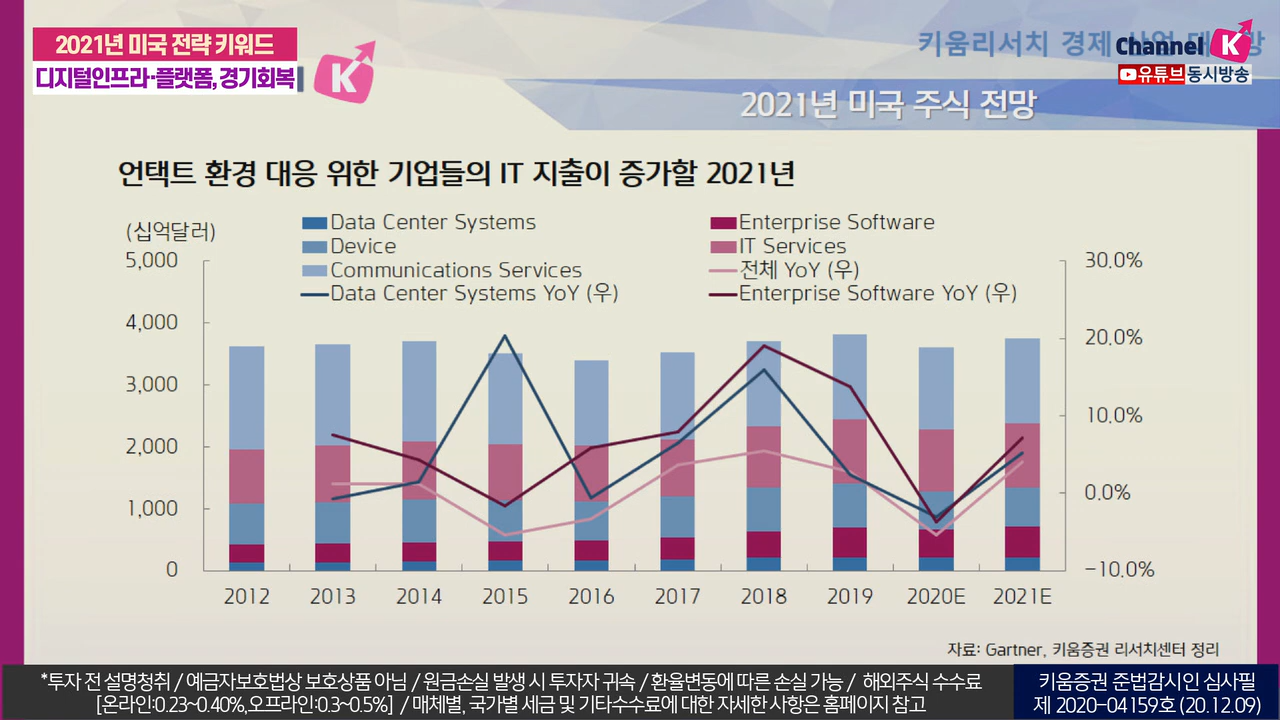 2021년 미국 전략 키워드
디지털인프라·플랫폼, 경기회복
K
키움리서치 경제
Channel K
유튜브동시방송
2021년 미국 주식 전망
언택트 환경 대응 위한 기업들의 IT 지출이 증가할 2021년
(십억달러)
Data Center Systems
Enterprise Software
Device
IT Services
Communications Services
전체 YoY (우)
Data Center Systems YoY (우)
Enterprise Software YoY (우)
5,000
4,000
3,000
2,000
1,000
0
30.0%
20.0%
10.0%
0.0%
-10.0%
2012 2013 2014 2015 2016 2017 2018 2019 2020E 2021E
자료: Gartner, 키움증권 리서치센터 정리
*투자 전 설명청취 / 예금자보호법상 보호상품 아님 / 원금손실 발생 시 투자자 귀속 / 환율변동에 따른 손실 가능 / 해외주식 수수료
[온라인:0.23~0.40%,오프라인:0.3~0.5%] / 매체별, 국가별 세금 및 기타수수료에 대한 자세한 사항은 홈페이지 참고
키움증권 준법감시인 심사필
제 2020-04159호 (20.12.09)